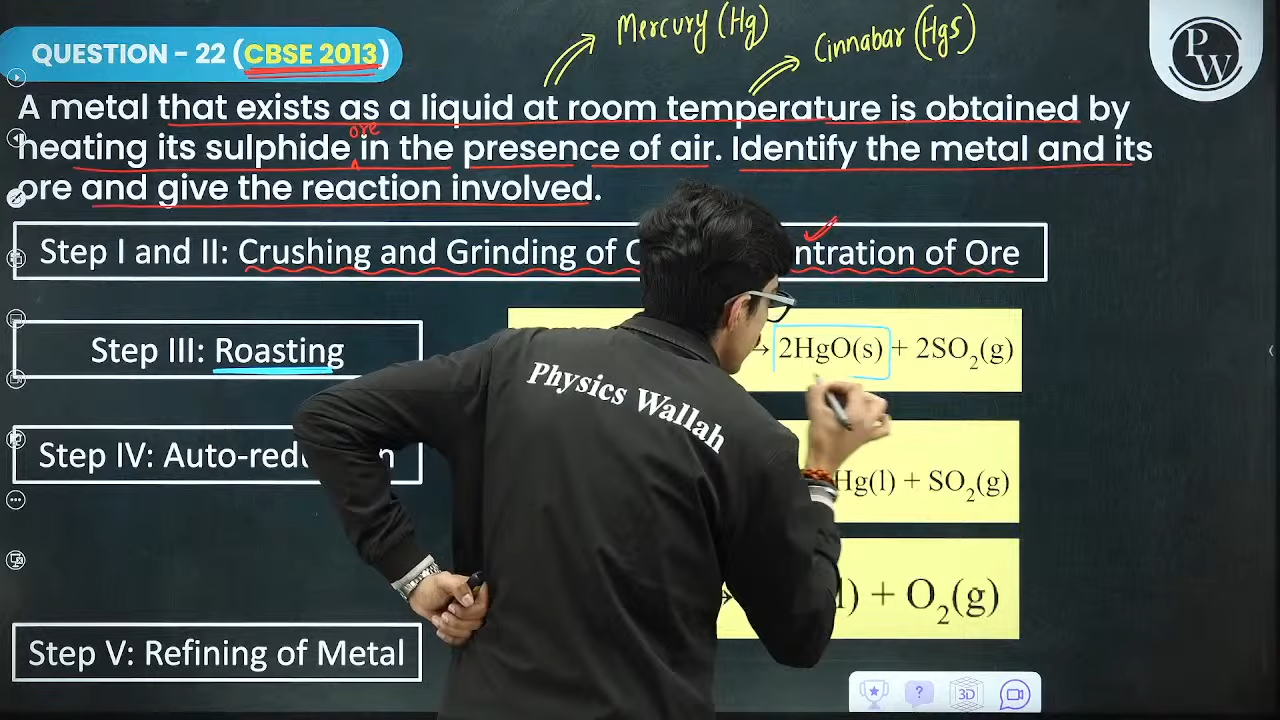 Mercury (Hg)
Cinnabar (HgS)
QUESTION - 22 (CBSE 2013)
PW
A metal that exists as a liquid at room temperature is obtained by
ore
heating its sulphide in the presence of air. Identify the metal and its
ore and give the reaction involved.
Step I and II: Crushing and Grinding of of Ore
Step III: Roasting
→ 2HgO(s) + 2SO₂(g)
Physics Wallah
Step IV:
Hg(l) + SO₂(g)
+ O₂(g)
Step V: Refining of Metal
? 3D